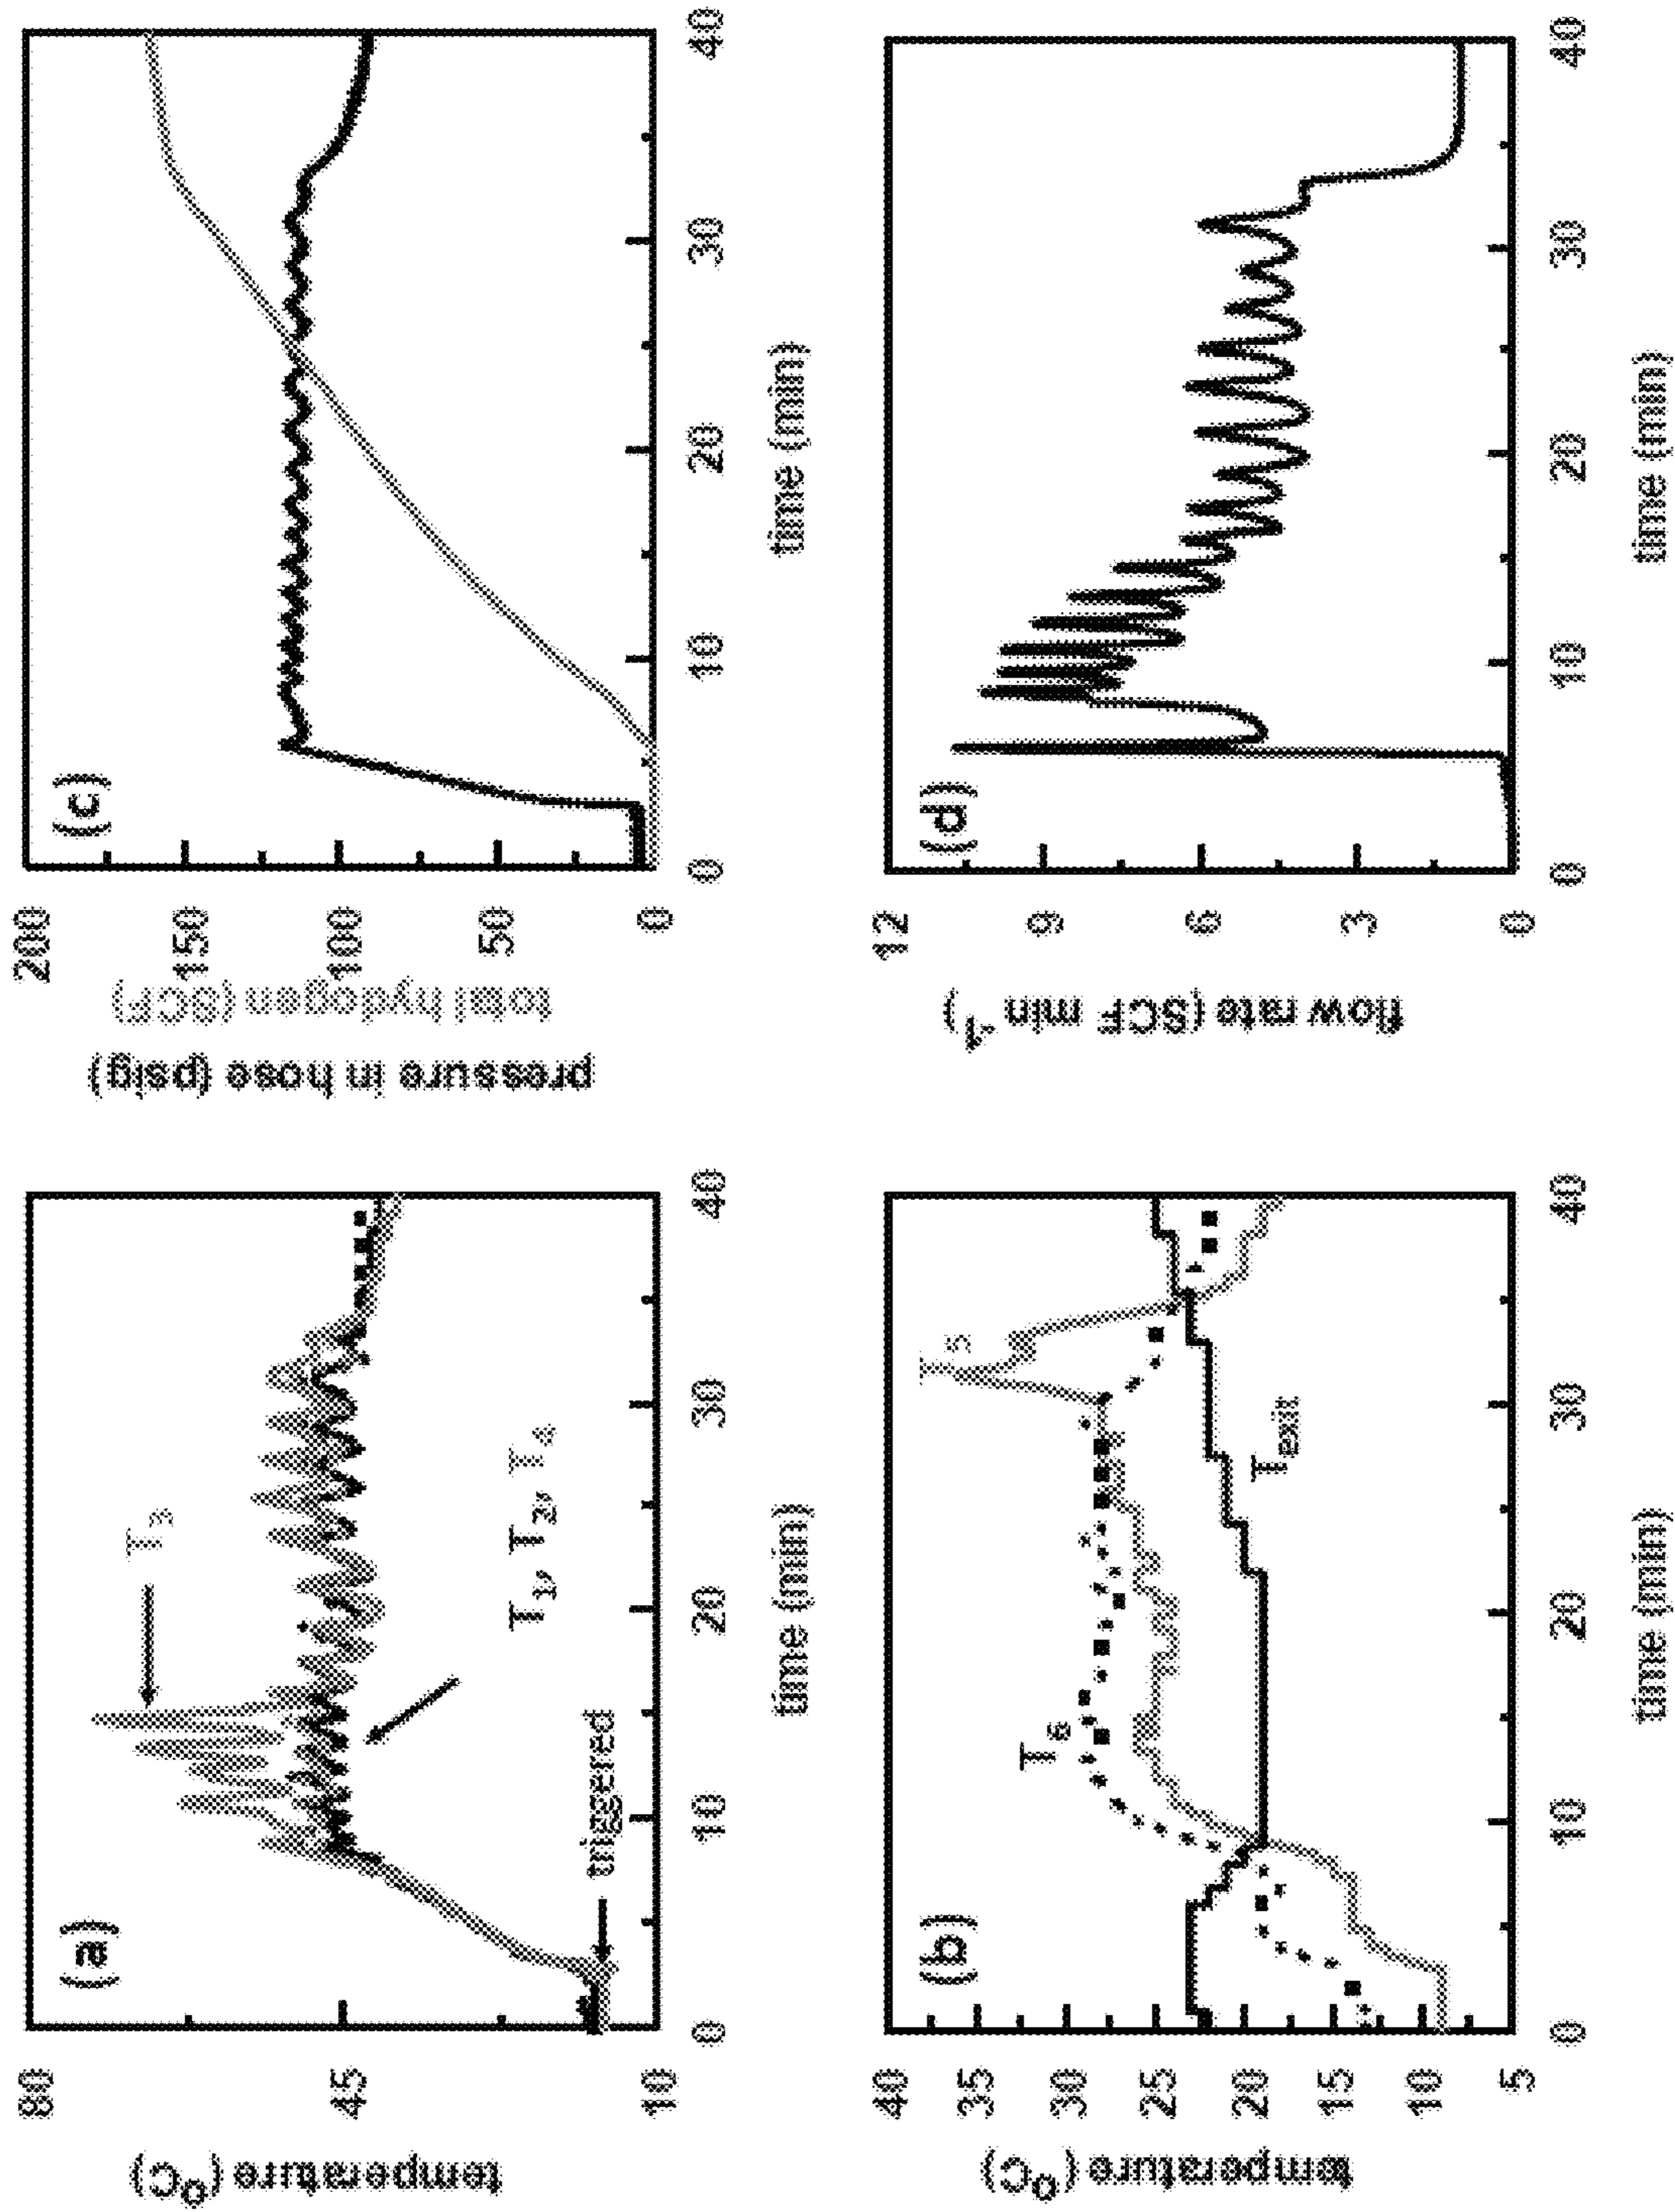 (a)
80
45
10
temperature (ºC)
T3
T1, T2, T4
triggered
0
10
20
30
40
time (min)
(b)
40
35
30
25
20
15
10
5
temperature (ºC)
T6
T5
Texit
0
10
20
30
40
time (min)
(c)
200
150
100
50
0
pressure in hose (psig)
total hydogen (SCF)
0
10
20
30
40
time (min)
(d)
12
9
6
3
0
flow rate (SCF min-1)
0
10
20
30
40
time (min)